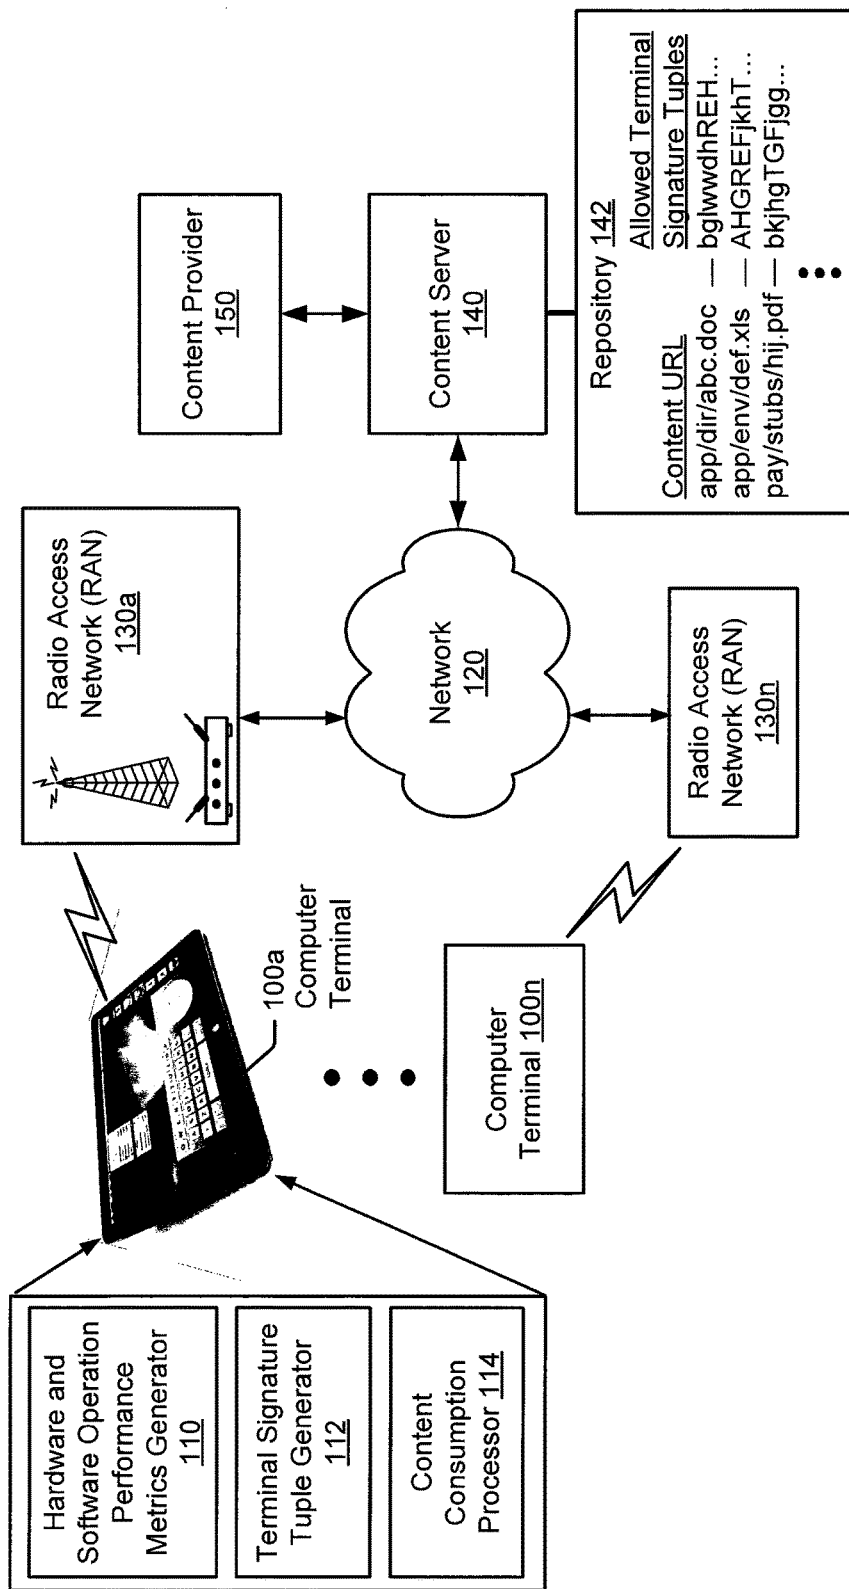 Hardware and
Software Operation
Performance
Metrics Generator
110
Terminal Signature
Tuple Generator
112
Content
Consumption
Processor 114
100a
Computer
Terminal
Computer
Terminal 100n
Radio Access
Network (RAN)
130a
Network
120
Radio Access
Network (RAN)
130n
Content Provider
150
Content Server
140
Repository 142
Allowed Terminal
Content URL Signature Tuples
app/dir/abc.doc — bglwwdhREH...
app/env/def.xls — AHGREFjkhT...
pay/stubs/hij.pdf — bkjhgTGFjgg...